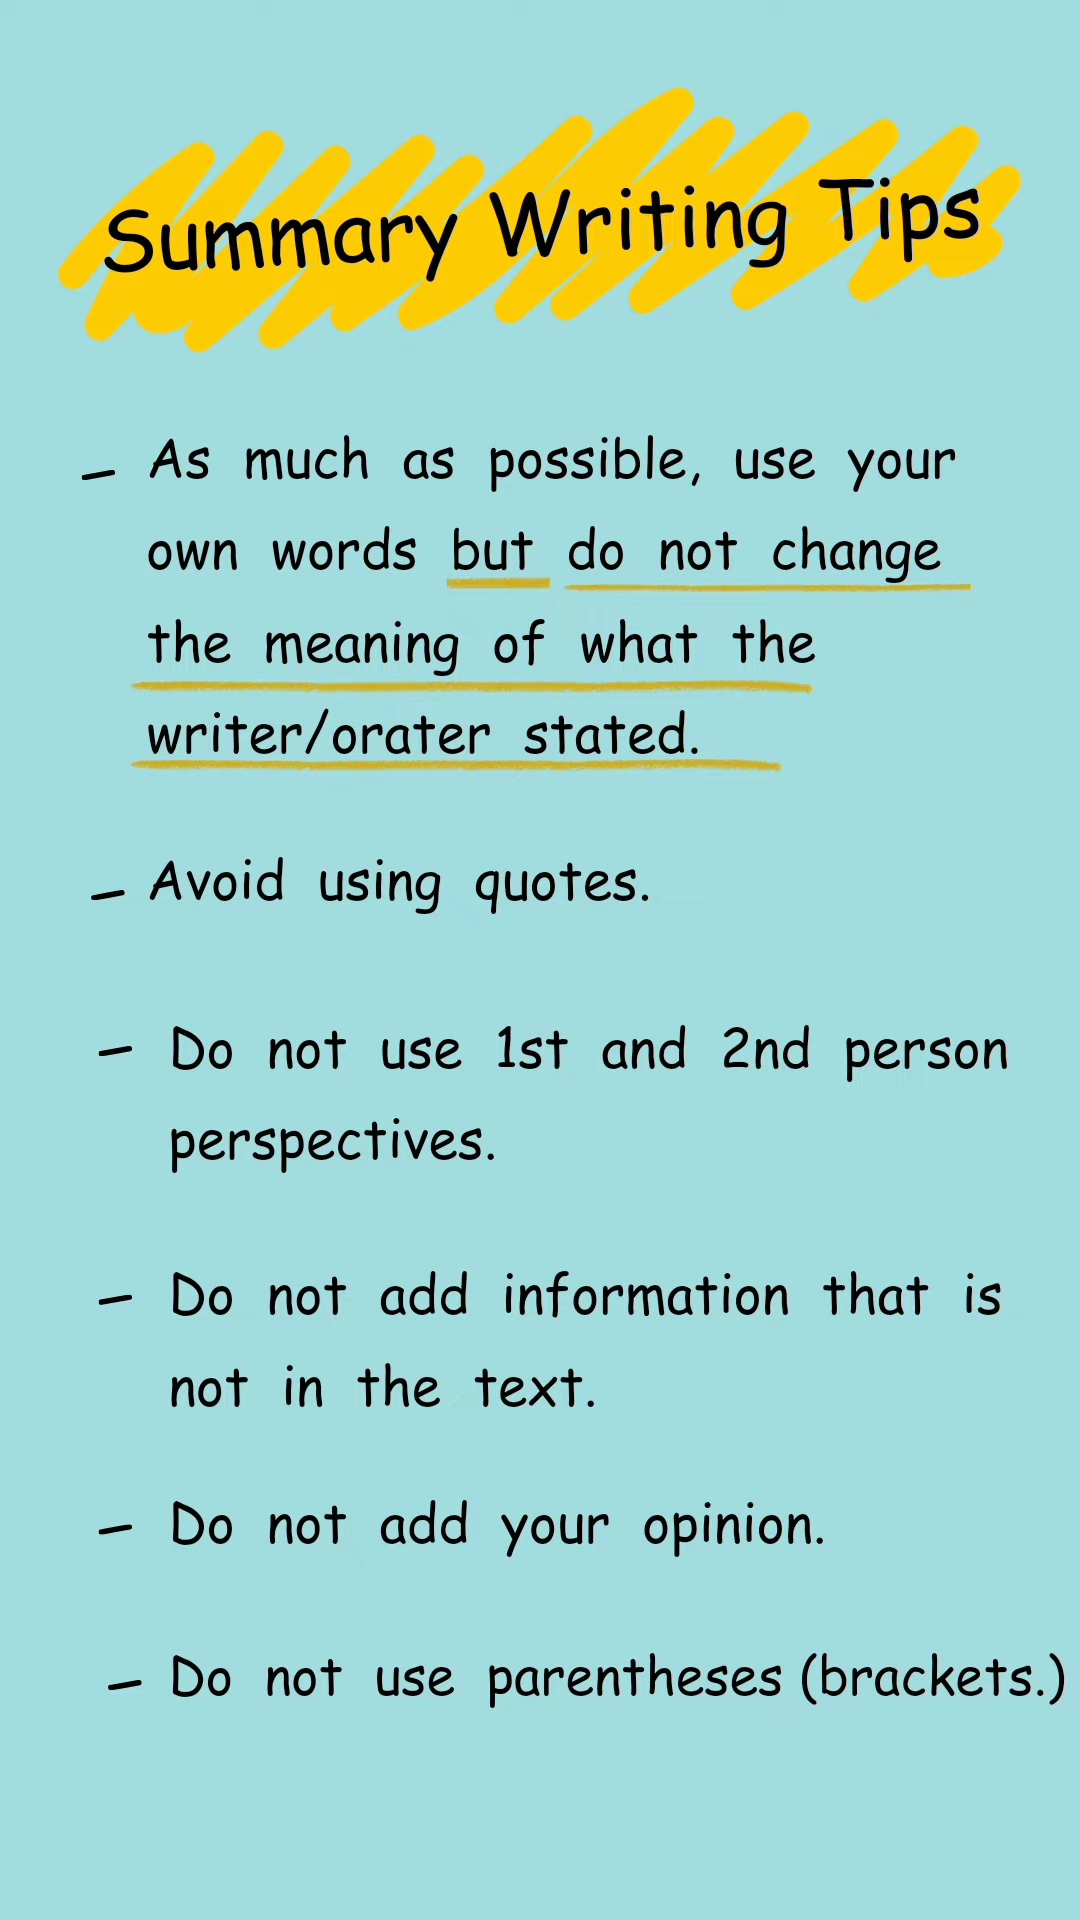 Summary Writing Tips
– As much as possible, use your
own words but do not change
the meaning of what the
writer/orater stated.
– Avoid using quotes.
– Do not use 1st and 2nd person
perspectives.
– Do not add information that is
not in the text.
– Do not add your opinion.
– Do not use parentheses (brackets.)